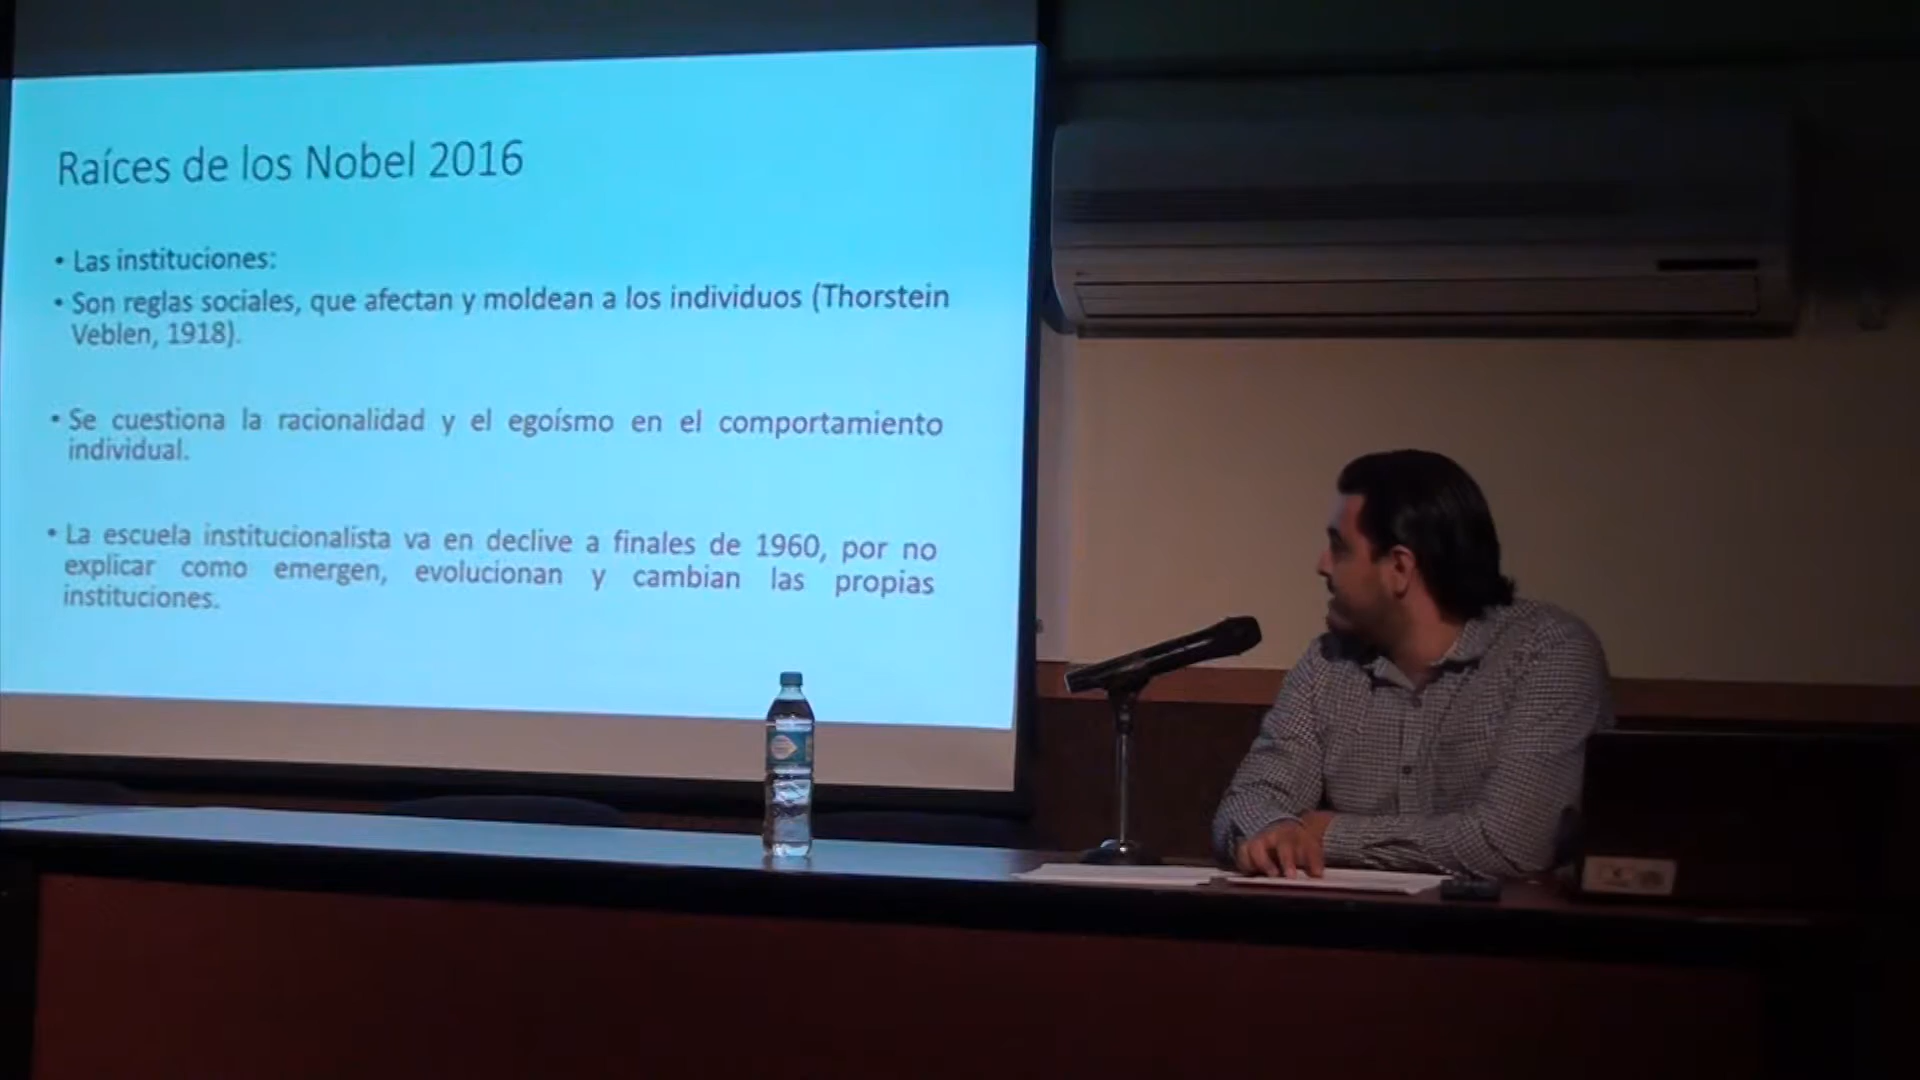 Raíces de los Nobel 2016
• Las instituciones:
• Son reglas sociales, que afectan y moldean a los individuos (Thorstein
Veblen, 1918).
• Se cuestiona la racionalidad y el egoísmo en el comportamiento
individual.
• La escuela institucionalista va en declive a finales de 1960, por no
explicar como emergen, evolucionan y cambian las propias
instituciones.